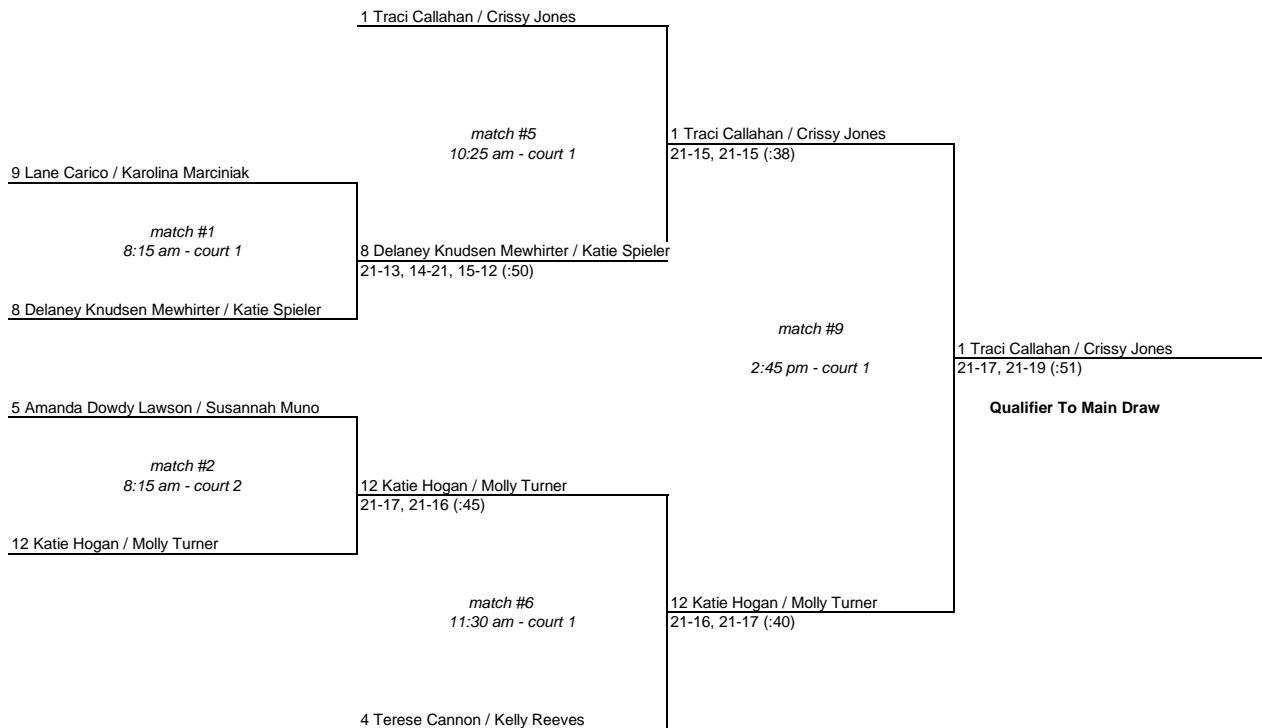 1 Traci Callahan / Crissy Jones
match #5
10:25 am - court 1
1 Traci Callahan / Crissy Jones
21-15, 21-15 (:38)
9 Lane Carico / Karolina Marciniak
match #1
8:15 am - court 1
8 Delaney Knudsen Mewhirter / Katie Spieler
21-13, 14-21, 15-12 (:50)
8 Delaney Knudsen Mewhirter / Katie Spieler
match #9
2:45 pm - court 1
1 Traci Callahan / Crissy Jones
21-17, 21-19 (:51)
Qualifier To Main Draw
5 Amanda Dowdy Lawson / Susannah Muno
match #2
8:15 am - court 2
12 Katie Hogan / Molly Turner
21-17, 21-16 (:45)
12 Katie Hogan / Molly Turner
match #6
11:30 am - court 1
12 Katie Hogan / Molly Turner
21-16, 21-17 (:40)
4 Terese Cannon / Kelly Reeves